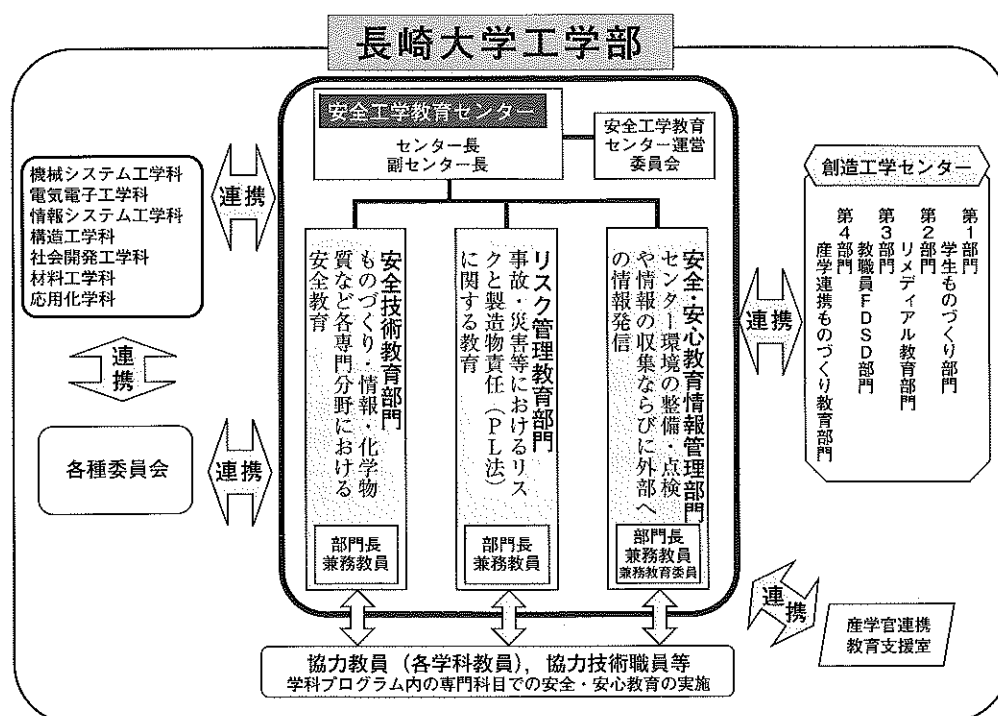 長崎大学工学部
安全工学教育センター
センター長
副センター長
安全工学教育
センター運営
委員会
機械システム工学科
電気電子工学科
情報システム工学科
構造工学科
社会開発工学科
材料工学科
応用化学科
連携
連携
各種委員会
連携
安全技術教育部門
ものづくり・情報・化学物
質など各専門分野における
安全教育
部門長
兼務教員
リスク管理教育部門
事故・災害等におけるリス
クと製造物責任（PL法）
に関する教育
部門長
兼務教員
安全・安心教育情報管理部門
センター環境の整備・点検
や情報の収集ならびに外部へ
の情報発信
部門長
兼務教員
兼務教育委員
連携
創造工学センター
第1部門
学生ものづくり部門
第2部門
リメディアル教育部門
第3部門
教職員FDSD部門
第4部門
産学連携ものづくり教育部門
連携
産学官連携
教育支援室
協力教員（各学科教員），協力技術職員等
学科プログラム内の専門科目での安全・安心教育の実施